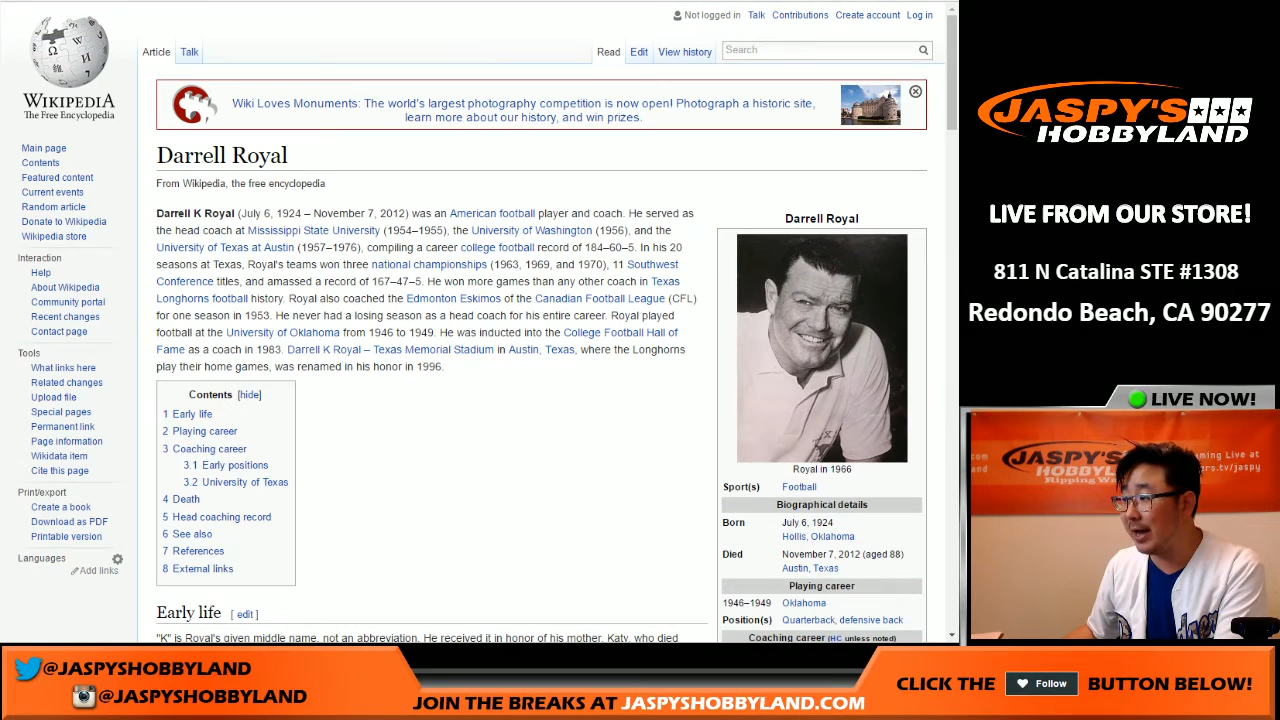 Not logged in Talk Contributions Create account Log in
Article Talk Read Edit View history Search
WIKIPEDIA
The Free Encyclopedia
Main page
Contents
Featured content
Current events
Random article
Donate to Wikipedia
Wikipedia store
Interaction
Help
About Wikipedia
Community portal
Recent changes
Contact page
Tools
What links here
Related changes
Upload file
Special pages
Permanent link
Page information
Wikidata item
Cite this page
Print/export
Create a book
Download as PDF
Printable version
Languages
Add links
Wiki Loves Monuments: The world's largest photography competition is now open! Photograph a historic site,
learn more about our history, and win prizes.
Darrell Royal
From Wikipedia, the free encyclopedia
Darrell K Royal (July 6, 1924 – November 7, 2012) was an American football player and coach. He served as
the head coach at Mississippi State University (1954–1955), the University of Washington (1956), and the
University of Texas at Austin (1957–1976), compiling a career college football record of 184–60–5. In his 20
seasons at Texas, Royal's teams won three national championships (1963, 1969, and 1970), 11 Southwest
Conference titles, and amassed a record of 167–47–5. He won more games than any other coach in Texas
Longhorns football history. Royal also coached the Edmonton Eskimos of the Canadian Football League (CFL)
for one season in 1953. He never had a losing season as a head coach for his entire career. Royal played
football at the University of Oklahoma from 1946 to 1949. He was inducted into the College Football Hall of
Fame as a coach in 1983. Darrell K Royal – Texas Memorial Stadium in Austin, Texas, where the Longhorns
play their home games, was renamed in his honor in 1996.
Contents [hide]
1 Early life
2 Playing career
3 Coaching career
3.1 Early positions
3.2 University of Texas
4 Death
5 Head coaching record
6 See also
7 References
8 External links
Early life [ edit ]
"K" is Royal's given middle name, not an abbreviation. He received it in honor of his mother, Katy, who died
Darrell Royal
Royal in 1966
Sport(s) Football
Biographical details
Born July 6, 1924
Hollis, Oklahoma
Died November 7, 2012 (aged 88)
Austin, Texas
Playing career
1946–1949 Oklahoma
Position(s) Quarterback, defensive back
Coaching career (HC unless noted)
JASPY'S
HOBBYLAND
LIVE FROM OUR STORE!
811 N Catalina STE #1308
Redondo Beach, CA 90277
LIVE NOW!
JASPY'S
HOBBYLAND
@JASPYSHOBBYLAND
@JASPYSHOBBYLAND
JOIN THE BREAKS AT JASPYSHOBBYLAND.COM
CLICK THE Follow BUTTON BELOW!